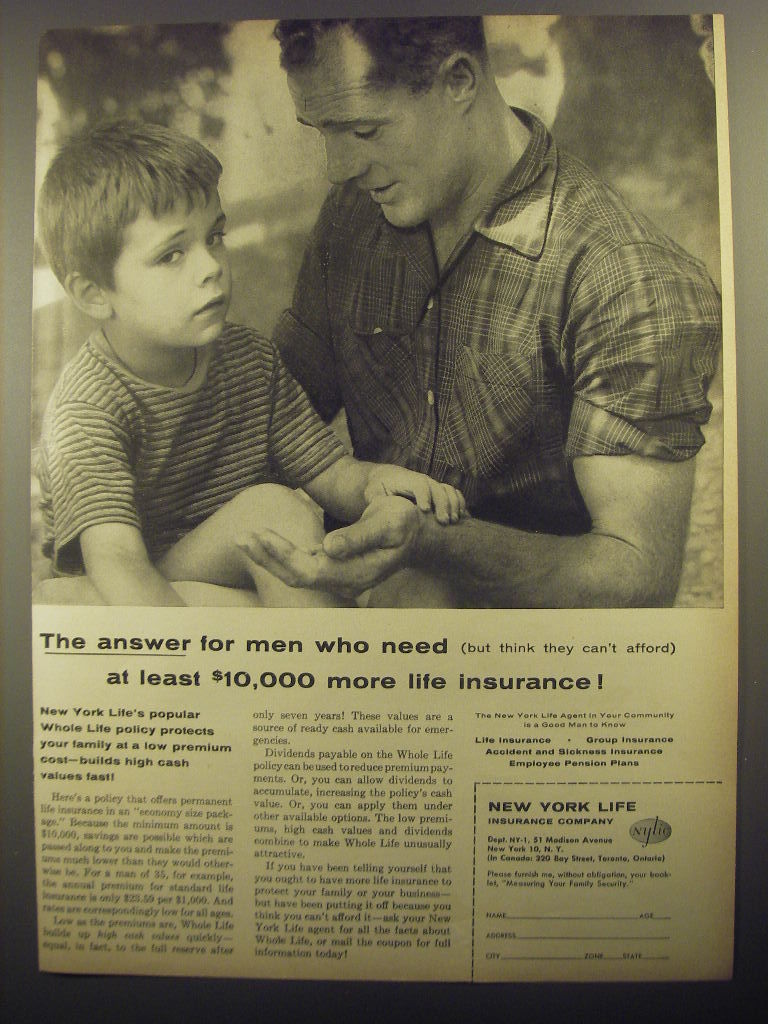 The answer for men who need (but think they can't afford)
at least $10,000 more life insurance!
New York Life's popular
Whole Life policy protects
your family at a low premium
cost—builds high cash
values fast!
Here's a policy that offers permanent
life insurance in an "economy size pack-
age." Because the minimum amount is
$10,000, savings are possible which are
passed along to you and make the premi-
ums much lower than they would other-
wise be. For a man of 35, for example,
the annual premium for standard life
insurance is only $23.59 per $1,000. And
rates are correspondingly low for all ages.
Low as the premiums are, Whole Life
builds up high cash values quickly—
equal, in fact, to the full reserve after
only seven years! These values are a
source of ready cash available for emer-
gencies.
Dividends payable on the Whole Life
policy can be used to reduce premium pay-
ments. Or, you can allow dividends to
accumulate, increasing the policy's cash
value. Or, you can apply them under
other available options. The low premi-
ums, high cash values and dividends
combine to make Whole Life unusually
attractive.
If you have been telling yourself that
you ought to have more life insurance to
protect your family or your business—
but have been putting it off because you
think you can't afford it—ask your New
York Life agent for all the facts about
Whole Life, or mail the coupon for full
information today!
The New York Life Agent in Your Community
is a Good Man to Know
Life Insurance • Group Insurance
Accident and Sickness Insurance
Employee Pension Plans
NEW YORK LIFE
INSURANCE COMPANY
nylic
Dept. NY-1, 51 Madison Avenue
New York 10, N. Y.
(In Canada: 320 Bay Street, Toronto, Ontario)
Please furnish me, without obligation, your book-
let, "Measuring Your Family Security."
NAME AGE
ADDRESS
CITY ZONE STATE